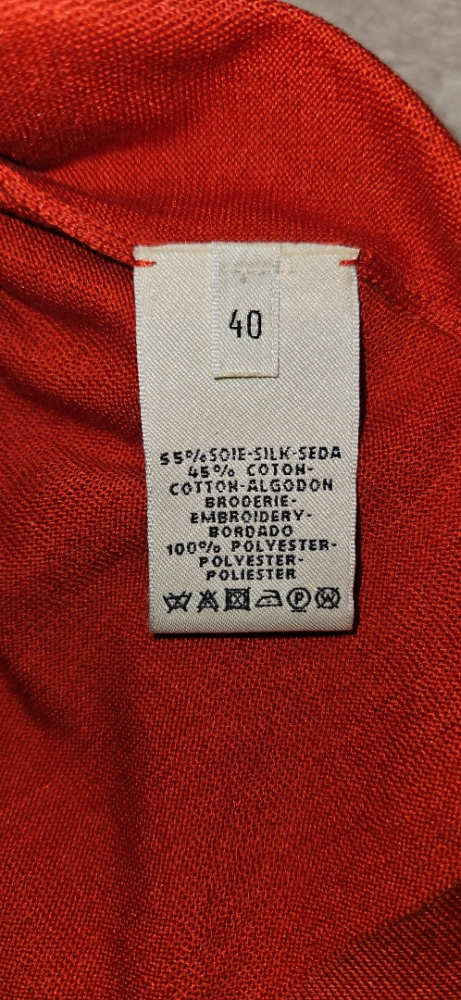 40
55% SOIE-SILK-SEDA
45% COTON-
COTTON-ALGODON
BRODERIE-
EMBROIDERY-
BORDADO
100% POLYESTER-
POLYESTER-
POLIESTER
P W